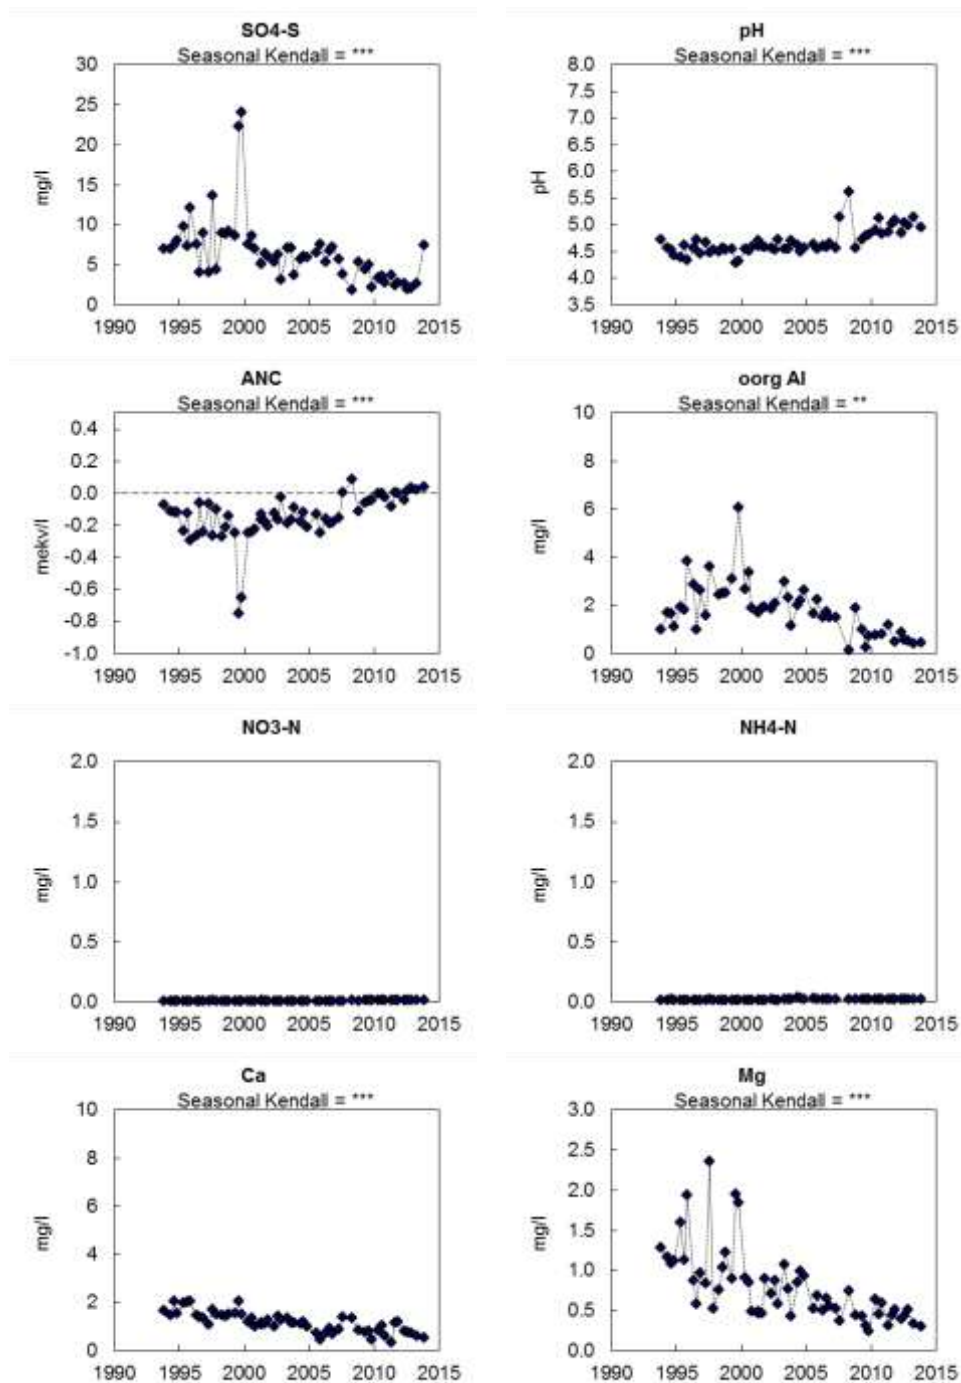 SO4-S
Seasonal Kendall = ***
30
25
20
15
10
5
0
mg/l
1990 1995 2000 2005 2010 2015
pH
Seasonal Kendall = ***
8.0
7.5
7.0
6.5
6.0
5.5
5.0
4.5
4.0
3.5
pH
1990 1995 2000 2005 2010 2015
ANC
Seasonal Kendall = ***
0.4
0.2
0.0
-0.2
-0.4
-0.6
-0.8
-1.0
mekv/l
1990 1995 2000 2005 2010 2015
oorg Al
Seasonal Kendall = **
10
8
6
4
2
0
mg/l
1990 1995 2000 2005 2010 2015
NO3-N
2.0
1.5
1.0
0.5
0.0
mg/l
1990 1995 2000 2005 2010 2015
NH4-N
2.0
1.5
1.0
0.5
0.0
mg/l
1990 1995 2000 2005 2010 2015
Ca
Seasonal Kendall = ***
10
8
6
4
2
0
mg/l
1990 1995 2000 2005 2010 2015
Mg
Seasonal Kendall = ***
3.0
2.5
2.0
1.5
1.0
0.5
0.0
mg/l
1990 1995 2000 2005 2010 2015